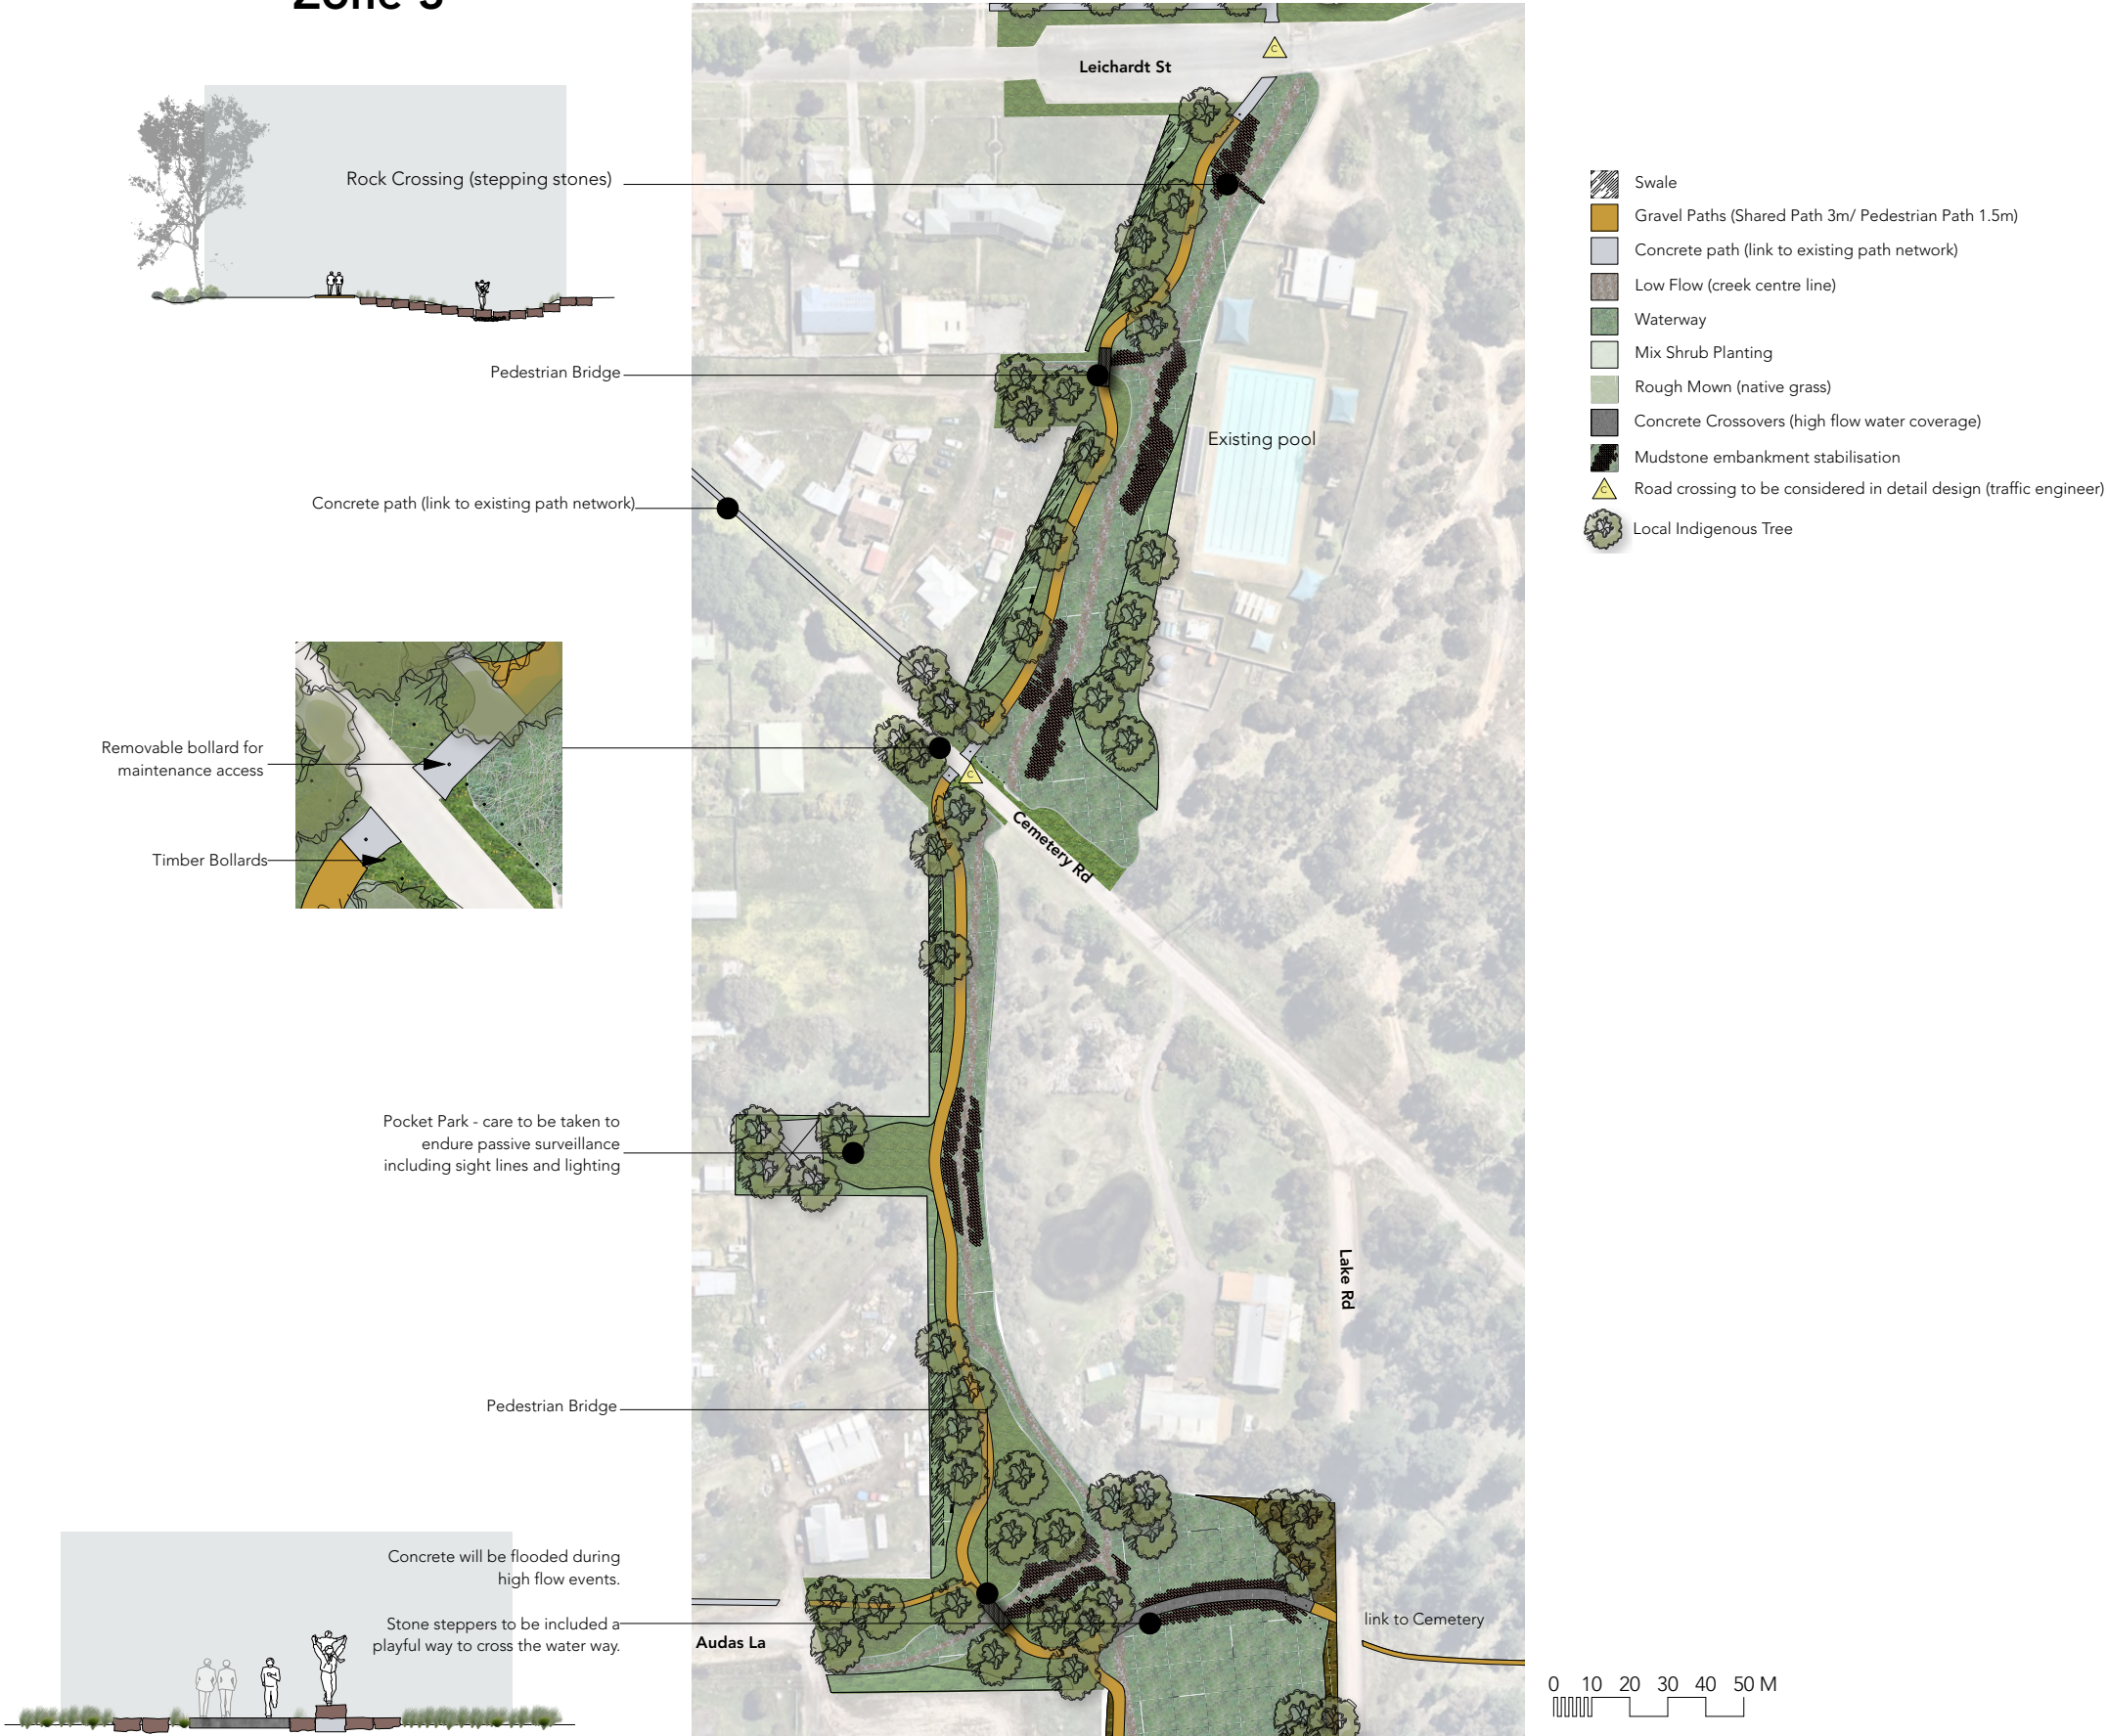 Zone
Leichardt St
C
Rock Crossing (stepping stones)
Pedestrian Bridge
Existing pool
Concrete path (link to existing path network)
Removable bollard for
maintenance access
Timber Bollards
C
Cemetery Rd
Pocket Park - care to be taken to
endure passive surveillance
including sight lines and lighting
Lake Rd
Pedestrian Bridge
Concrete will be flooded during
high flow events.
Stone steppers to be included a
playful way to cross the water way.
Audas La
link to Cemetery
Swale
Gravel Paths (Shared Path 3m/ Pedestrian Path 1.5m)
Concrete path (link to existing path network)
Low Flow (creek centre line)
Waterway
Mix Shrub Planting
Rough Mown (native grass)
Concrete Crossovers (high flow water coverage)
Mudstone embankment stabilisation
C
Road crossing to be considered in detail design (traffic engineer)
Local Indigenous Tree
0 10 20 30 40 50 M